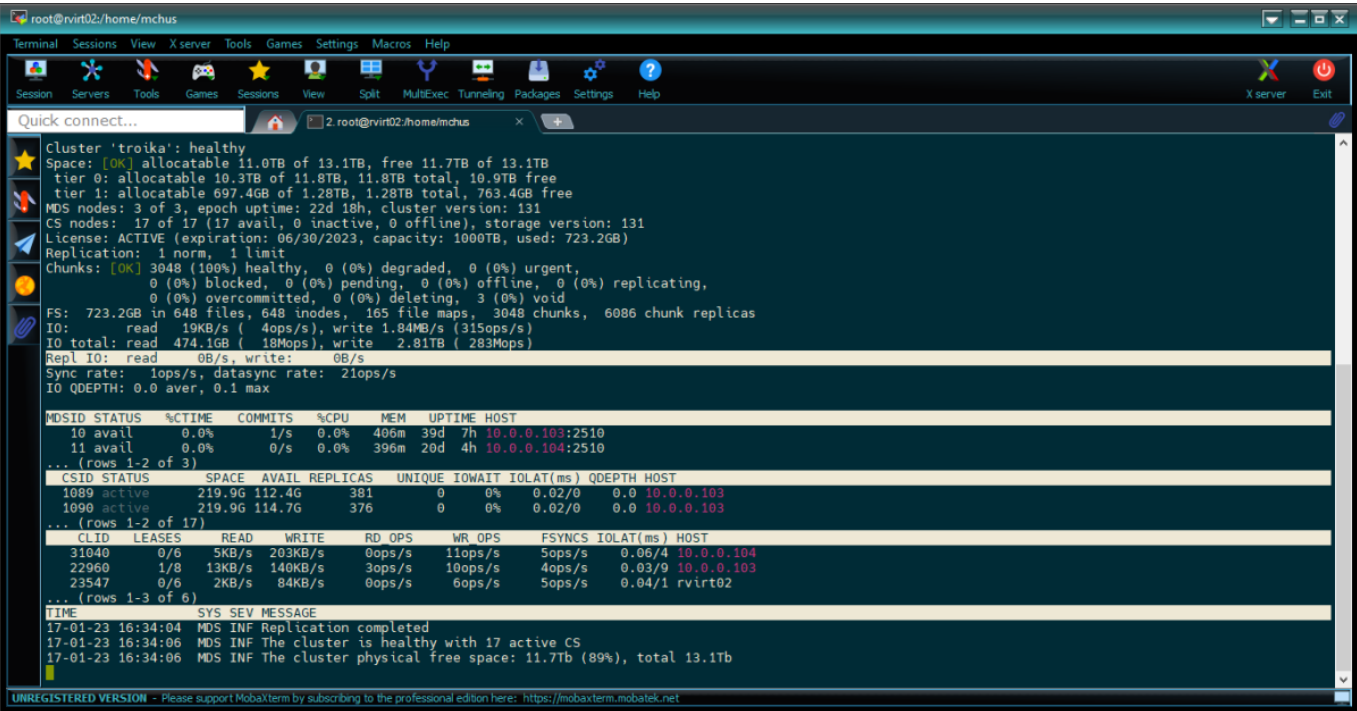 root@rvirt02:/home/mchus
Terminal Sessions View X server Tools Games Settings Macros Help
Session Servers Tools Games Sessions View Split MultiExec Tunneling Packages Settings Help X server Exit
Quick connect... 2. root@rvirt02:/home/mchus
Cluster 'troika': healthy
Space: [OK] allocatable 11.0TB of 13.1TB, free 11.7TB of 13.1TB
tier 0: allocatable 10.3TB of 11.8TB, 11.8TB total, 10.9TB free
tier 1: allocatable 697.4GB of 1.28TB, 1.28TB total, 763.4GB free
MDS nodes: 3 of 3, epoch uptime: 22d 18h, cluster version: 131
CS nodes: 17 of 17 (17 avail, 0 inactive, 0 offline), storage version: 131
License: ACTIVE (expiration: 06/30/2023, capacity: 1000TB, used: 723.2GB)
Replication: 1 norm, 1 limit
Chunks: [OK] 3048 (100%) healthy, 0 (0%) degraded, 0 (0%) urgent,
0 (0%) blocked, 0 (0%) pending, 0 (0%) offline, 0 (0%) replicating,
0 (0%) overcommitted, 0 (0%) deleting, 3 (0%) void
FS: 723.2GB in 648 files, 648 inodes, 165 file maps, 3048 chunks, 6086 chunk replicas
IO: read 19KB/s ( 4ops/s), write 1.84MB/s (315ops/s)
IO total: read 474.1GB ( 18Mops), write 2.81TB ( 283Mops)
Repl IO: read 0B/s, write: 0B/s
Sync rate: 1ops/s, datasync rate: 21ops/s
IO QDEPTH: 0.0 aver, 0.1 max
MDSID STATUS %CTIME COMMITS %CPU MEM UPTIME HOST
10 avail 0.0% 1/s 0.0% 406m 39d 7h 10.0.0.103:2510
11 avail 0.0% 0/s 0.0% 396m 20d 4h 10.0.0.104:2510
... (rows 1-2 of 3)
CSID STATUS SPACE AVAIL REPLICAS UNIQUE IOWAIT IOLAT(ms) QDEPTH HOST
1089 active 219.9G 112.4G 381 0 0% 0.02/0 0.0 10.0.0.103
1090 active 219.9G 114.7G 376 0 0% 0.02/0 0.0 10.0.0.103
... (rows 1-2 of 17)
CLID LEASES READ WRITE RD_OPS WR_OPS FSYNCS IOLAT(ms) HOST
31040 0/6 5KB/s 203KB/s 0ops/s 11ops/s 5ops/s 0.06/4 10.0.0.104
22960 1/8 13KB/s 140KB/s 3ops/s 10ops/s 4ops/s 0.03/9 10.0.0.103
23547 0/6 2KB/s 84KB/s 0ops/s 6ops/s 5ops/s 0.04/1 rvirt02
... (rows 1-3 of 6)
TIME SYS SEV MESSAGE
17-01-23 16:34:04 MDS INF Replication completed
17-01-23 16:34:06 MDS INF The cluster is healthy with 17 active CS
17-01-23 16:34:06 MDS INF The cluster physical free space: 11.7Tb (89%), total 13.1Tb
UNREGISTERED VERSION - Please support MobaXterm by subscribing to the professional edition here: https://mobaxterm.mobatek.net